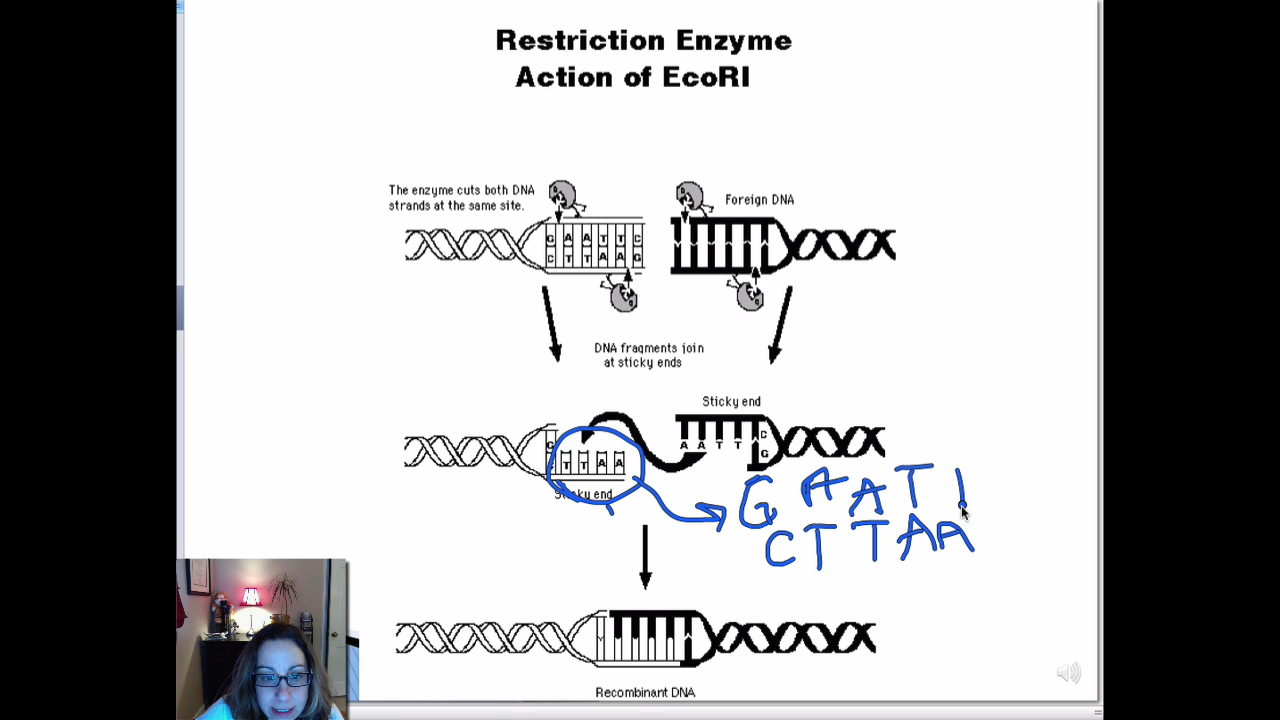 Restriction Enzyme
Action of EcoRI
The enzyme cuts both DNA
strands at the same site.
Foreign DNA
G A A T T C
C T T A A G
DNA fragments join
at sticky ends
Sticky end
G
T T A A
A A T T
C
G
Sticky end
G A A T
C T T A A
Recombinant DNA